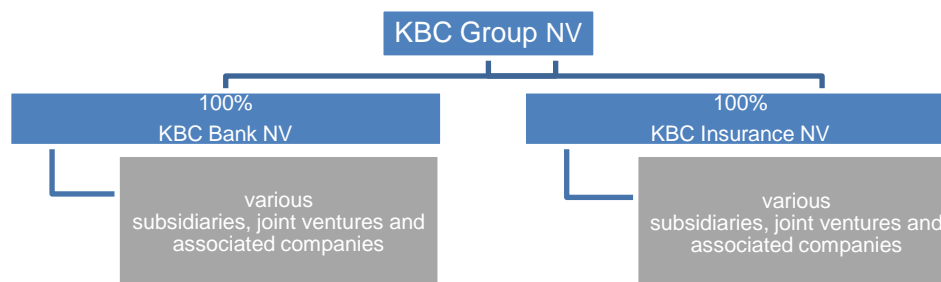 KBC Group NV
100%
KBC Bank NV
100%
KBC Insurance NV
various
subsidiaries, joint ventures and
associated companies
various
subsidiaries, joint ventures and
associated companies